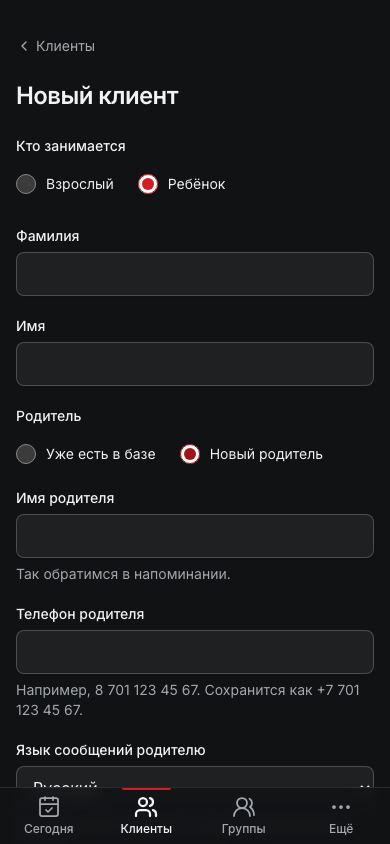 Клиенты
Новый клиент
Кто занимается
Взрослый Ребёнок
Фамилия
Имя
Родитель
Уже есть в базе Новый родитель
Имя родителя
Так обратимся в напоминании.
Телефон родителя
Например, 8 701 123 45 67. Сохранится как +7 701
123 45 67.
Язык сообщений родителю
Русский
Сегодня Клиенты Группы Ещё